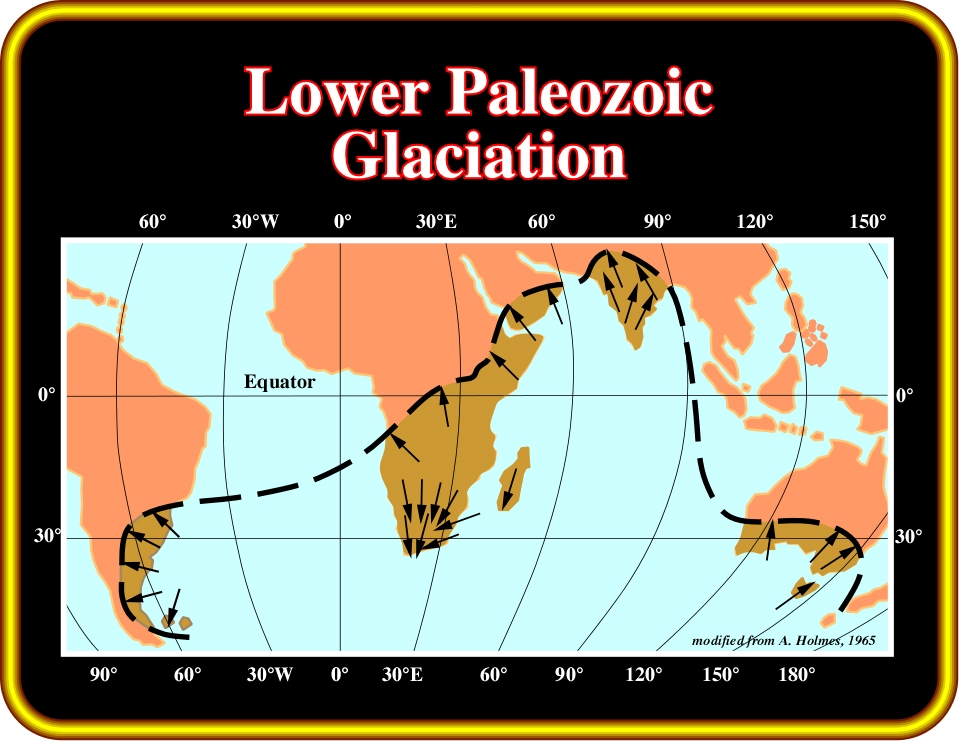 Lower Paleozoic
Glaciation
60° 30°W 0° 30°E 60° 90° 120° 150°
Equator
0° 0°
30° 30°
modified from A. Holmes, 1965
90° 60° 30°W 0° 30°E 60° 90° 120° 150° 180°